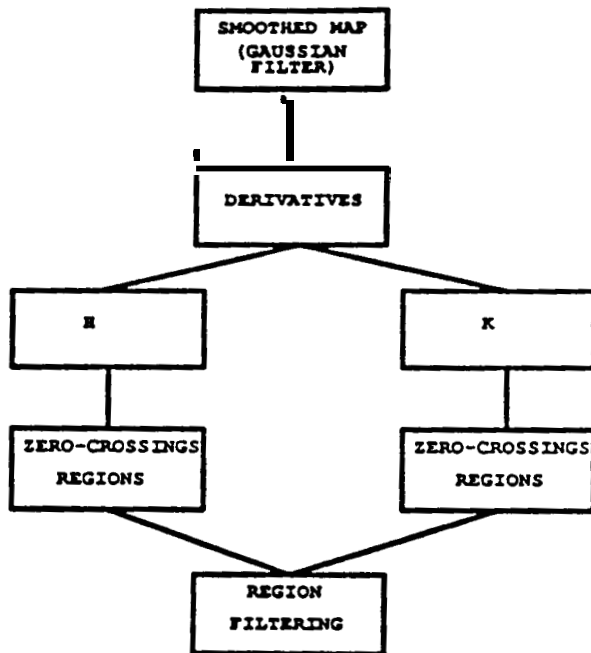 SMOOTHED MAP
(GAUSSIAN
FILTER)
DERIVATIVES
H
K
ZERO-CROSSINGS
REGIONS
ZERO-CROSSINGS
REGIONS
REGION
FILTERING